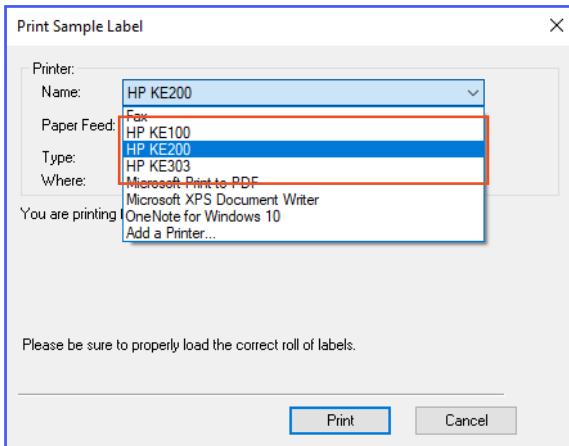 Print Sample Label
Printer:
Name:
HP KE200
Fax
HP KE100
HP KE200
HP KE303
Microsoft Print to PDF
Microsoft XPS Document Writer
OneNote for Windows 10
Add a Printer...
Paper Feed:
Type:
Where:
You are printing
Please be sure to properly load the correct roll of labels.
Print
Cancel